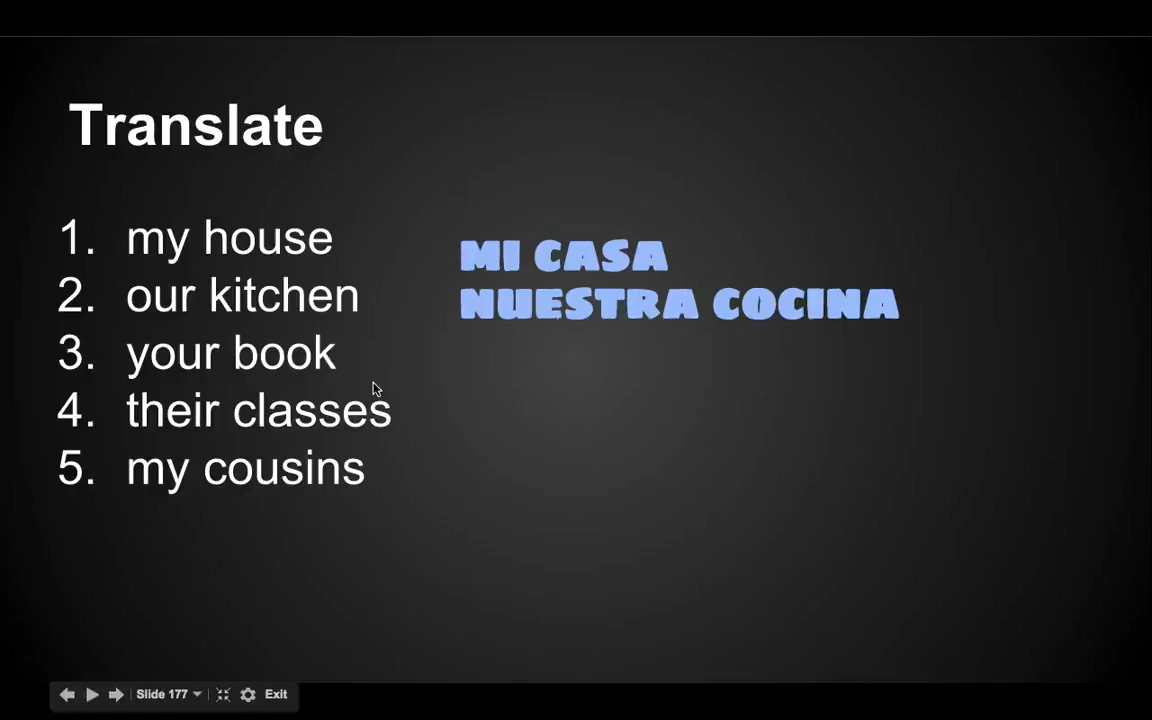 Translate
1. my house
2. our kitchen
3. your book
4. their classes
5. my cousins
MI CASA
NUESTRA COCINA
Slide 177
Exit